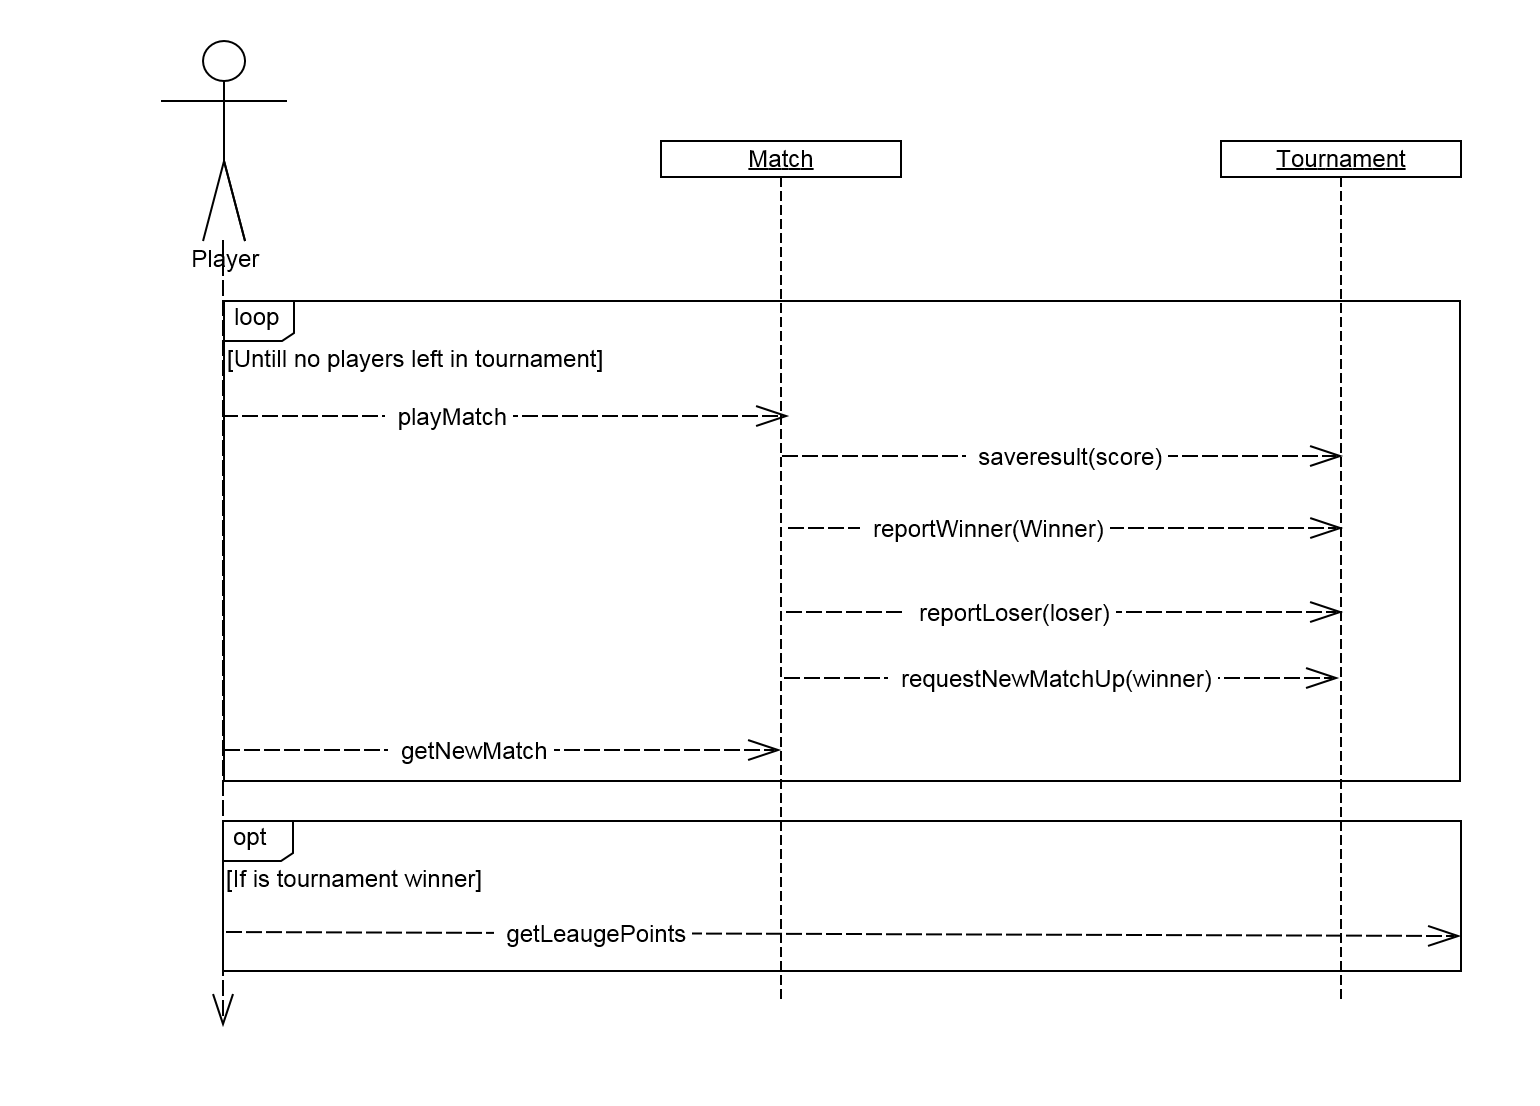 Match
Tournament
Player
loop
[Untill no players left in tournament]
playMatch
saveresult(score)
reportWinner(Winner)
reportLoser(loser)
requestNewMatchUp(winner)
getNewMatch
opt
[If is tournament winner]
getLeaugePoints